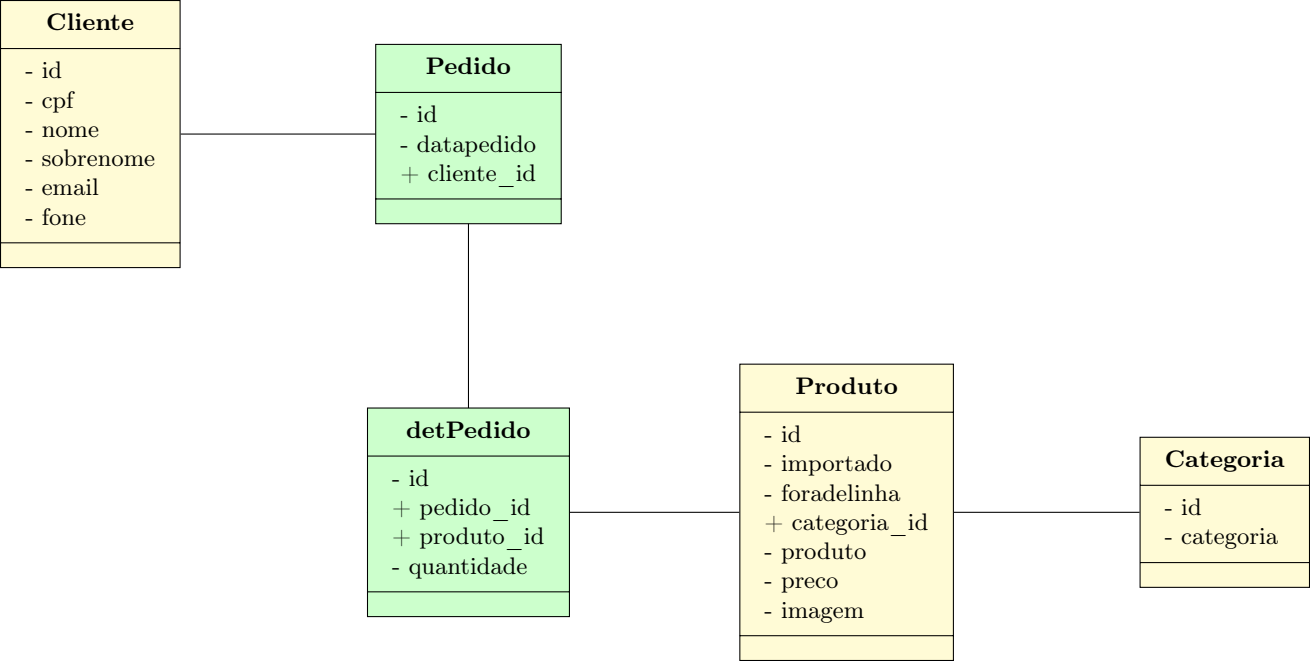 Cliente
- id
- cpf
- nome
- sobrenome
- email
- fone
Pedido
- id
- datapedido
+ cliente_id
detPedido
- id
+ pedido_id
+ produto_id
- quantidade
Produto
- id
- importado
- foradelinha
+ categoria_id
- produto
- preco
- imagem
Categoria
- id
- categoria